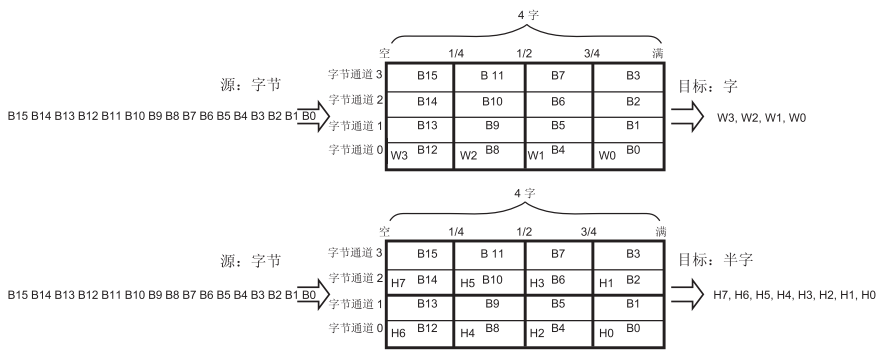 4 字
空 1/4 1/2 3/4 满
源：字节
目标：字
字节通道 3 B15 B 11 B7 B3
字节通道 2 B14 B10 B6 B2
B15 B14 B13 B12 B11 B10 B9 B8 B7 B6 B5 B4 B3 B2 B1 B0
W3, W2, W1, W0
字节通道 1 B13 B9 B5 B1
字节通道 0 W3 B12 W2 B8 W1 B4 W0 B0
4 字
空 1/4 1/2 3/4 满
源：字节
目标：半字
字节通道 3 B15 B 11 B7 B3
字节通道 2 H7 B14 H5 B10 H3 B6 H1 B2
B15 B14 B13 B12 B11 B10 B9 B8 B7 B6 B5 B4 B3 B2 B1 B0
H7, H6, H5, H4, H3, H2, H1, H0
字节通道 1 B13 B9 B5 B1
字节通道 0 H6 B12 H4 B8 H2 B4 H0 B0